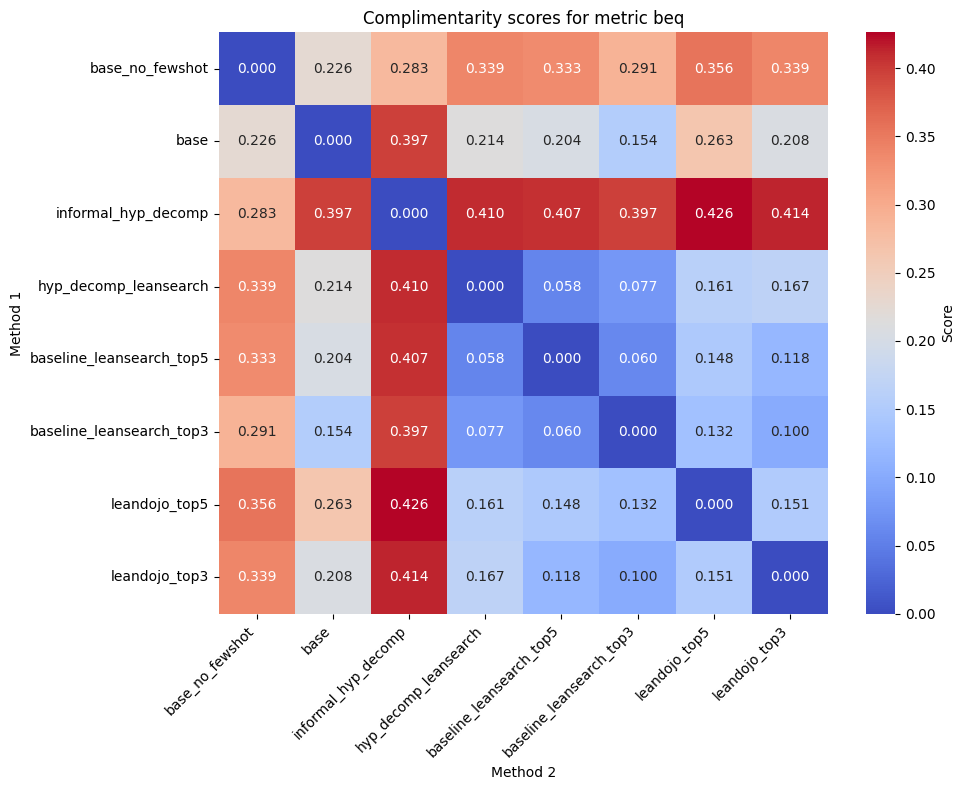 Complimentarity scores for metric beq
base_no_fewshot 0.000 0.226 0.283 0.339 0.333 0.291 0.356 0.339
base 0.226 0.000 0.397 0.214 0.204 0.154 0.263 0.208
informal_hyp_decomp 0.283 0.397 0.000 0.410 0.407 0.397 0.426 0.414
hyp_decomp_leansearch 0.339 0.214 0.410 0.000 0.058 0.077 0.161 0.167
baseline_leansearch_top5 0.333 0.204 0.407 0.058 0.000 0.060 0.148 0.118
baseline_leansearch_top3 0.291 0.154 0.397 0.077 0.060 0.000 0.132 0.100
leandojo_top5 0.356 0.263 0.426 0.161 0.148 0.132 0.000 0.151
leandojo_top3 0.339 0.208 0.414 0.167 0.118 0.100 0.151 0.000
Method 1
base_no_fewshot
base
informal_hyp_decomp
hyp_decomp_leansearch
baseline_leansearch_top5
baseline_leansearch_top3
leandojo_top5
leandojo_top3
Method 2
0.40
0.35
0.30
0.25
0.20
0.15
0.10
0.05
0.00
Score